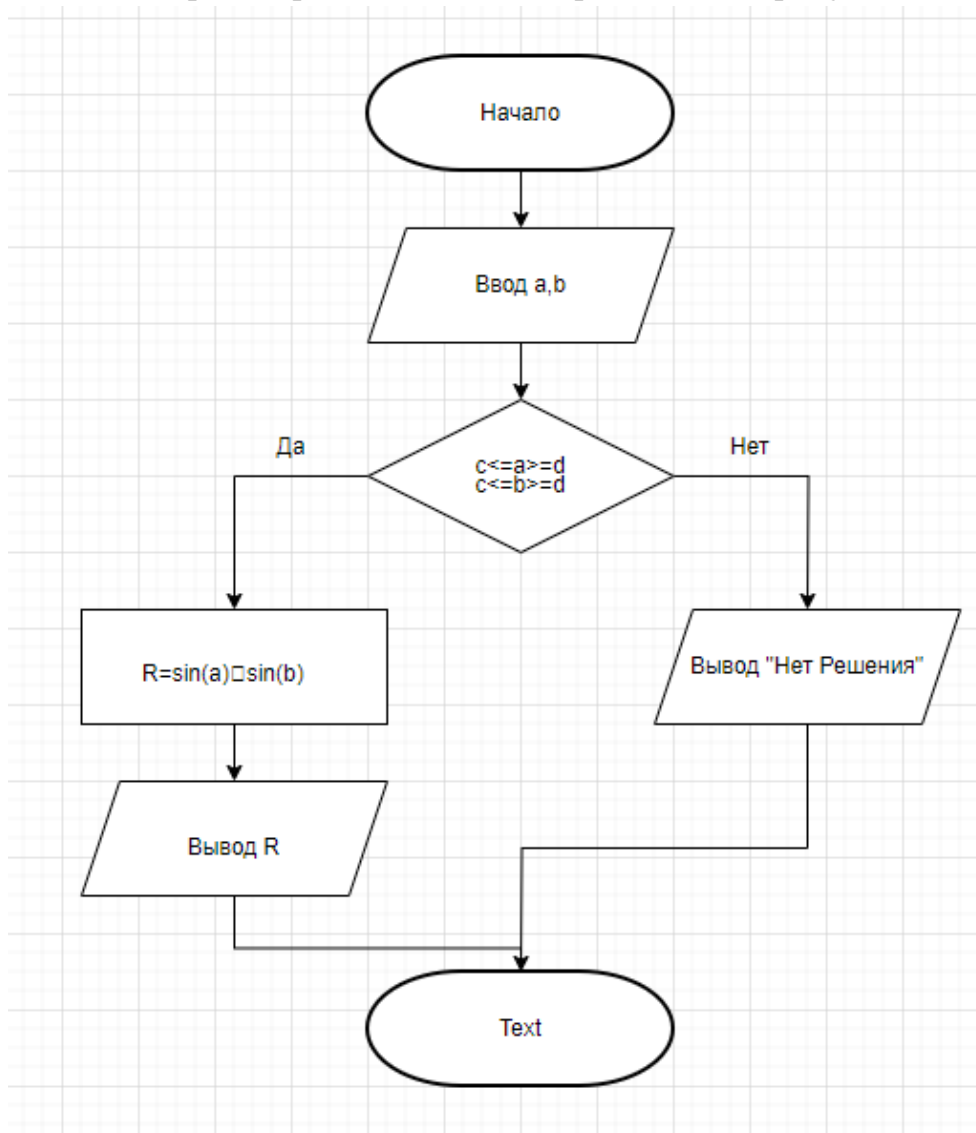 Начало
Ввод a,b
Да
Нет
c<=a>=d
c<=b>=d
R=sin(a)□sin(b)
Вывод "Нет Решения"
Вывод R
Text